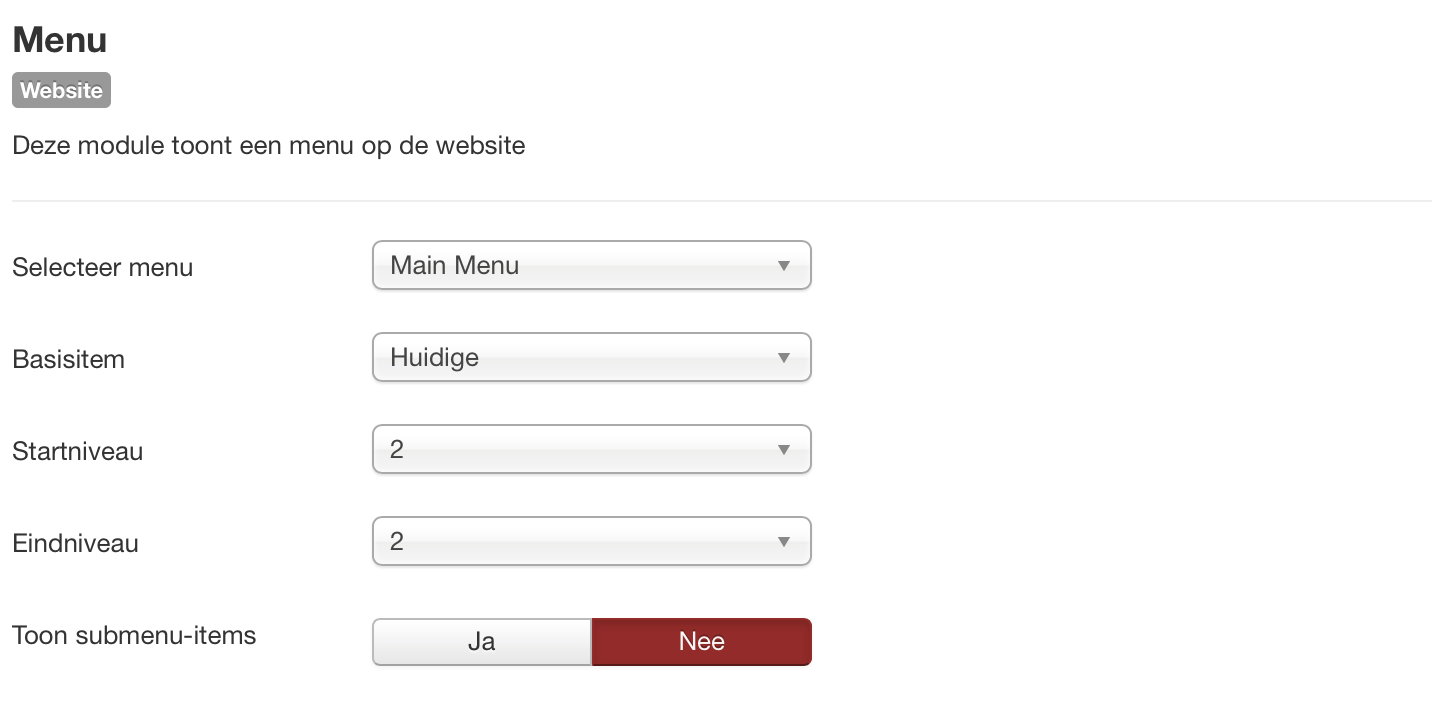 Menu
Website
Deze module toont een menu op de website
Selecteer menu Main Menu
Basisitem Huidige
Startniveau 2
Eindniveau 2
Toon submenu-items Ja Nee